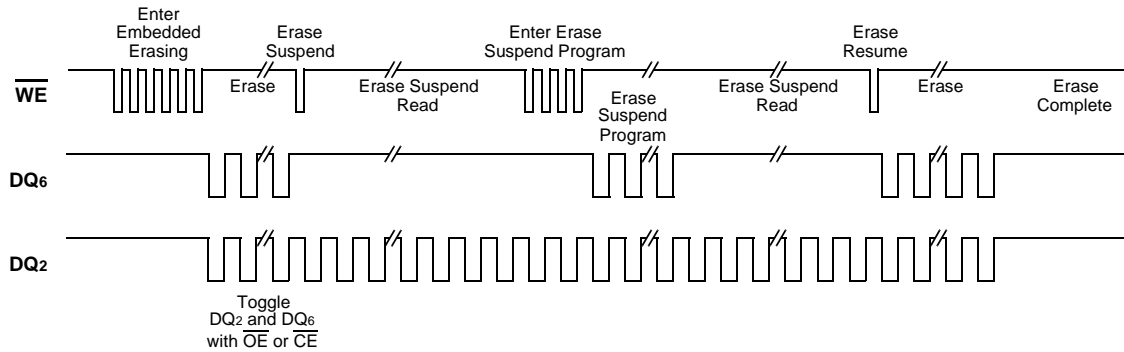 Enter
Embedded
Erasing
Erase
Suspend
Enter Erase
Suspend Program
Erase
Resume
WE
Erase
Erase Suspend
Read
Erase
Suspend
Program
Erase Suspend
Read
Erase
Erase
Complete
DQ6
DQ2
Toggle
DQ2 and DQ6
with OE or CE